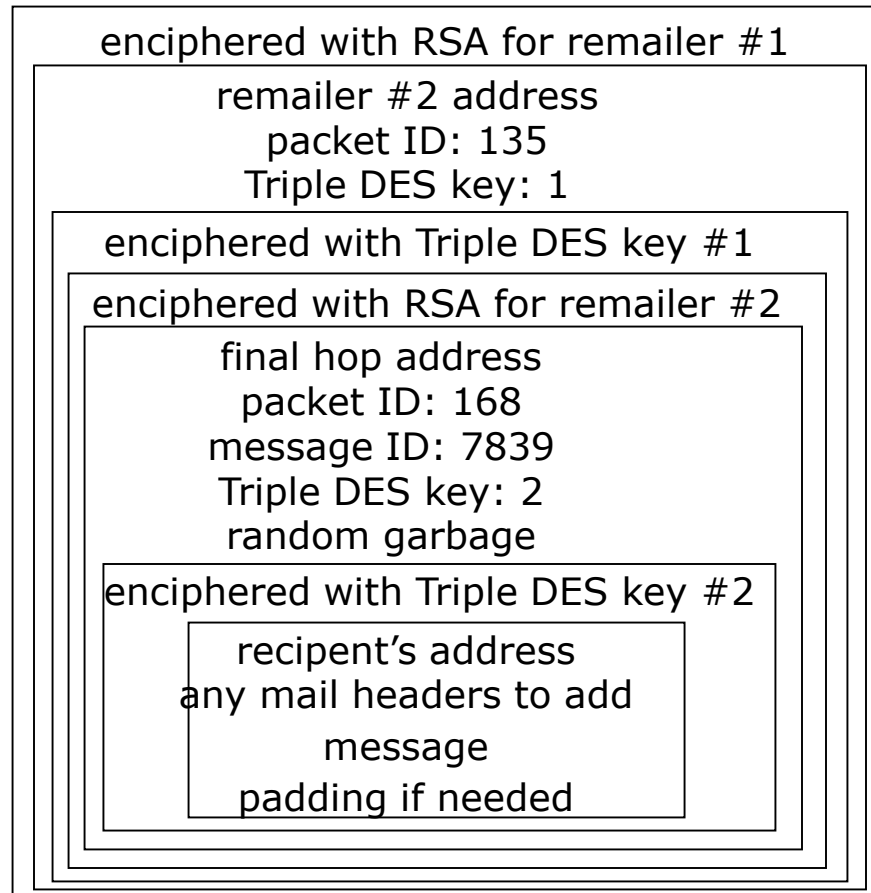 enciphered with RSA for remailer #1
remailer #2 address
packet ID: 135
Triple DES key: 1
enciphered with Triple DES key #1
enciphered with RSA for remailer #2
final hop address
packet ID: 168
message ID: 7839
Triple DES key: 2
random garbage
enciphered with Triple DES key #2
recipent's address
any mail headers to add
message
padding if needed